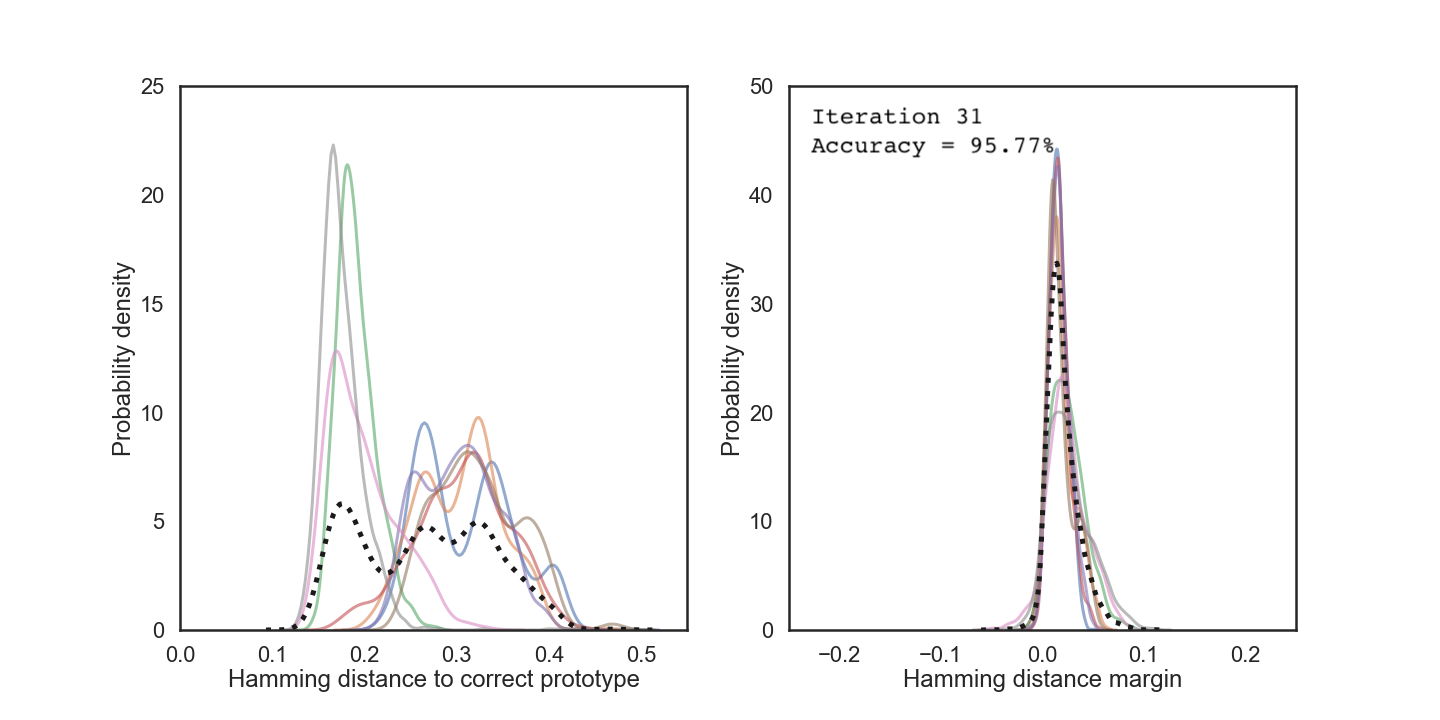 25
20
15
10
5
0
Probability density
0.0 0.1 0.2 0.3 0.4 0.5
Hamming distance to correct prototype
50
40
30
20
10
0
Probability density
Iteration 31
Accuracy = 95.77%
−0.2 −0.1 0.0 0.1 0.2
Hamming distance margin